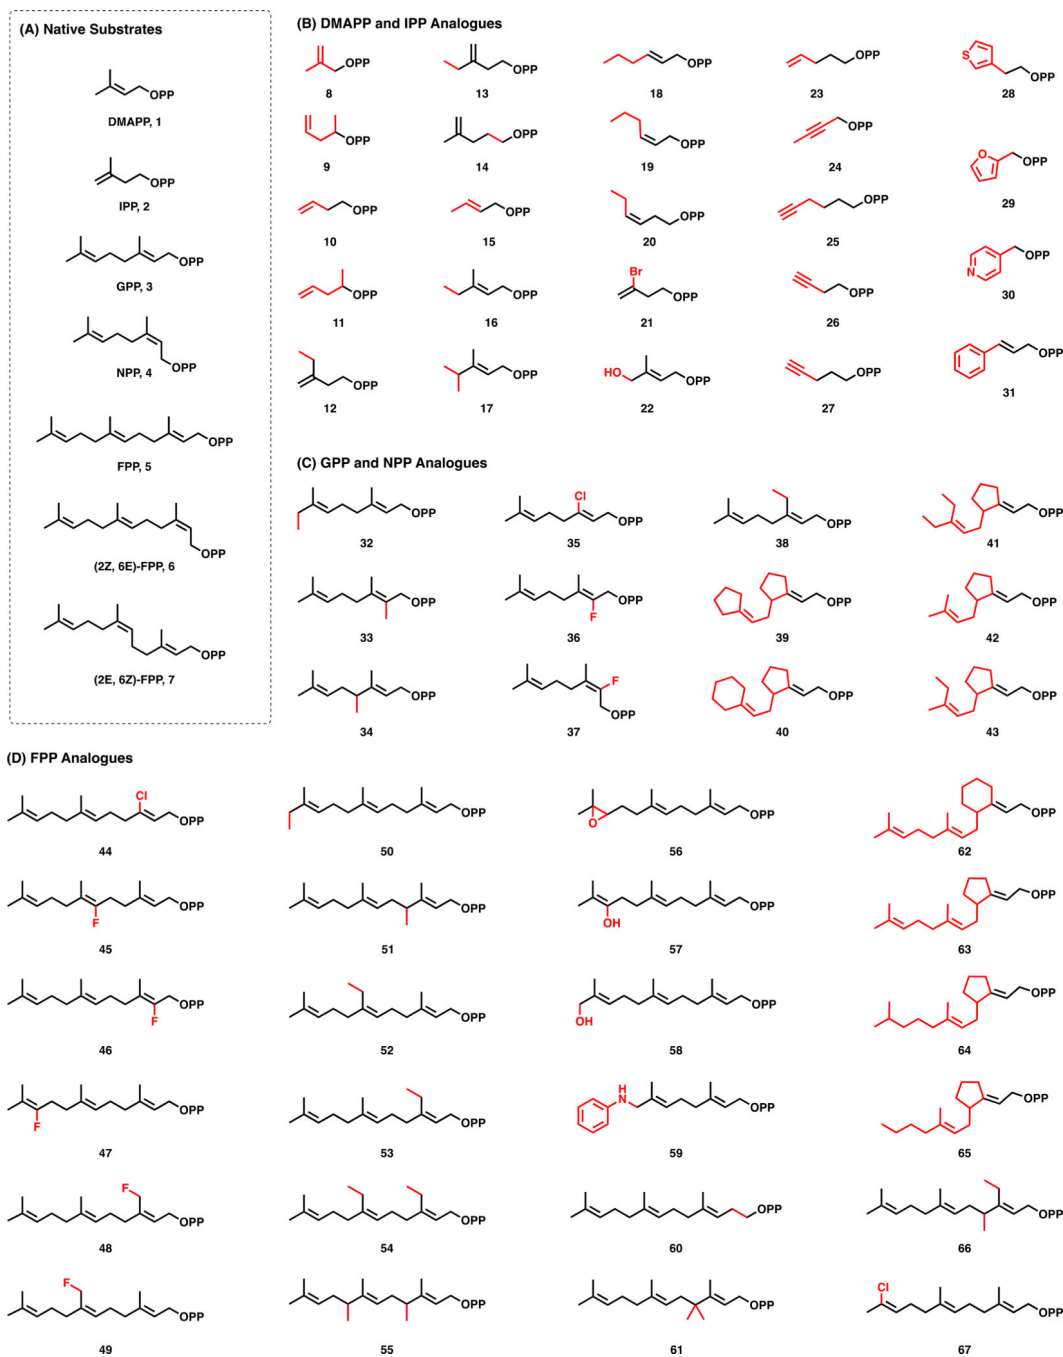 (A) Native Substrates
OPP
DMAPP, 1
OPP
IPP, 2
OPP
GPP, 3
OPP
NPP, 4
OPP
FPP, 5
OPP
(2Z, 6E)-FPP, 6
OPP
(2E, 6Z)-FPP, 7
(B) DMAPP and IPP Analogues
OPP OPP OPP OPP S OPP
8 13 18 23 28
OPP OPP OPP OPP O OPP
9 14 19 24 29
OPP OPP OPP OPP N OPP
10 15 20 25 30
OPP OPP Br OPP OPP OPP
11 16 21 26 31
OPP OPP HO OPP OPP
12 17 22 27
(C) GPP and NPP Analogues
OPP Cl OPP OPP OPP
32 35 38 41
OPP F OPP OPP OPP
33 36 39 42
OPP F OPP OPP OPP
34 37 40 43
(D) FPP Analogues
Cl OPP OPP O OPP OPP
44 50 56 62
F OPP OPP OH OPP OPP
45 51 57 63
F OPP OPP OH OPP OPP
46 52 58 64
F OPP OPP H N OPP OPP
47 53 59 65
F OPP OPP OPP OPP
48 54 60 66
F OPP OPP OPP Cl OPP
49 55 61 67